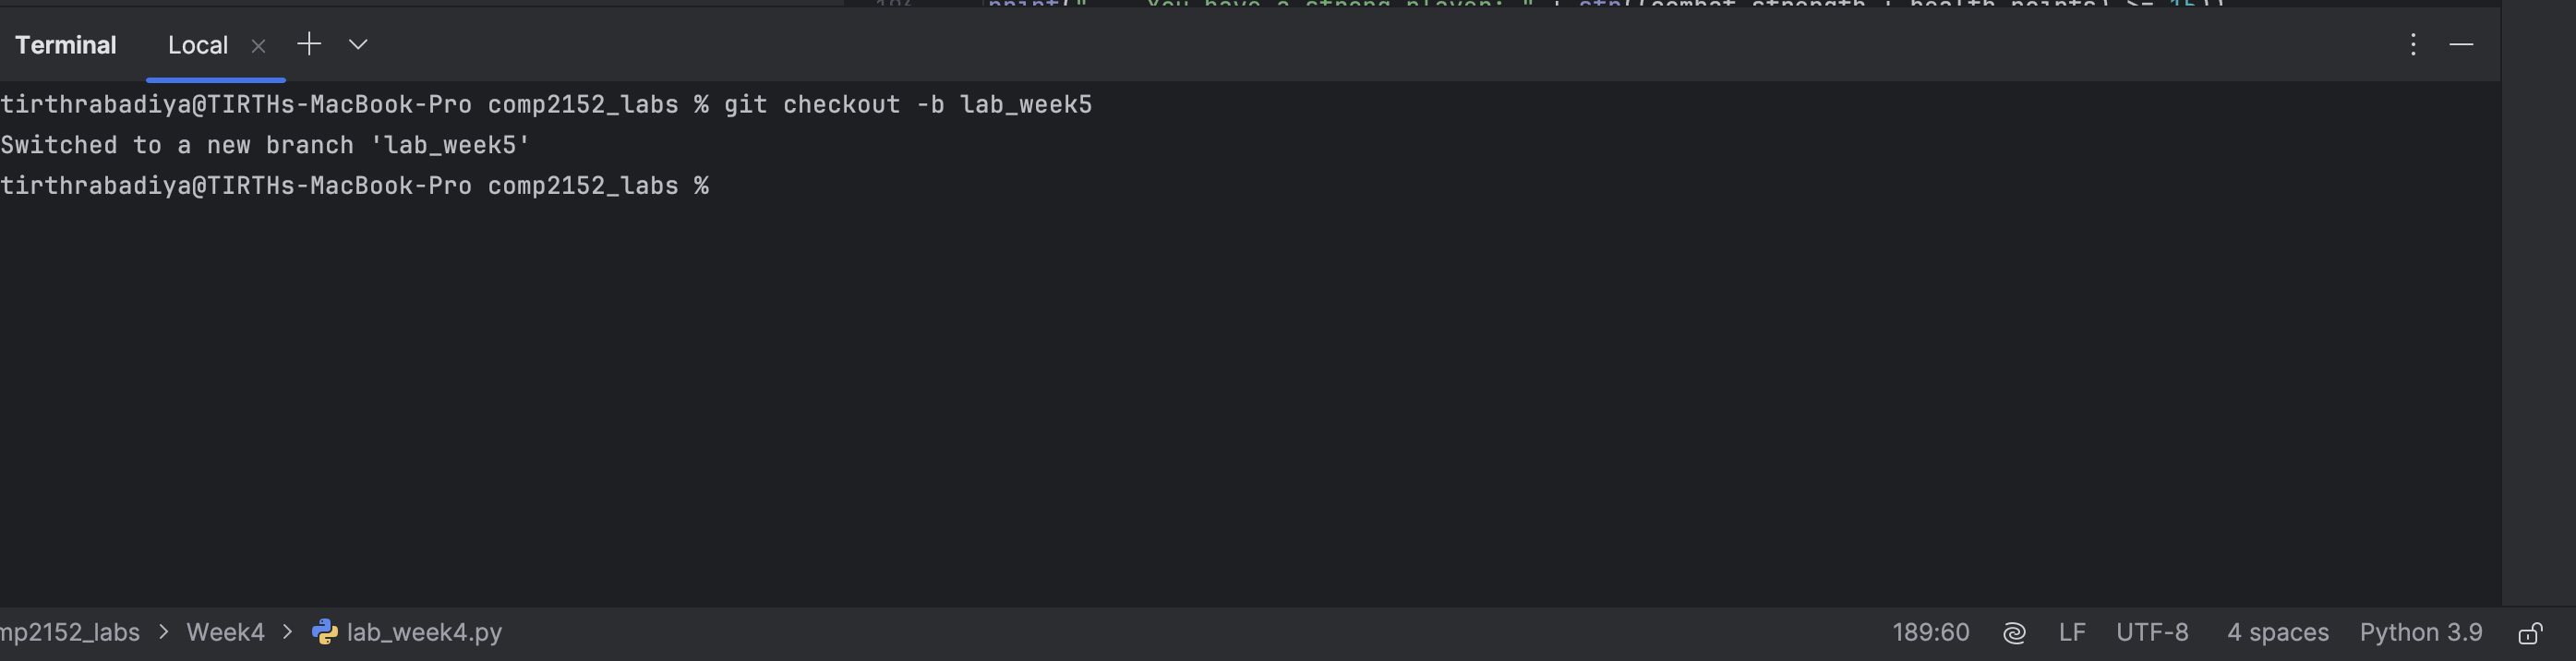 Terminal Local
tirthrabadiya@TIRTHs-MacBook-Pro comp2152_labs % git checkout -b lab_week5
Switched to a new branch 'lab_week5'
tirthrabadiya@TIRTHs-MacBook-Pro comp2152_labs %
mp2152_labs > Week4 > lab_week4.py 189:60 LF UTF-8 4 spaces Python 3.9